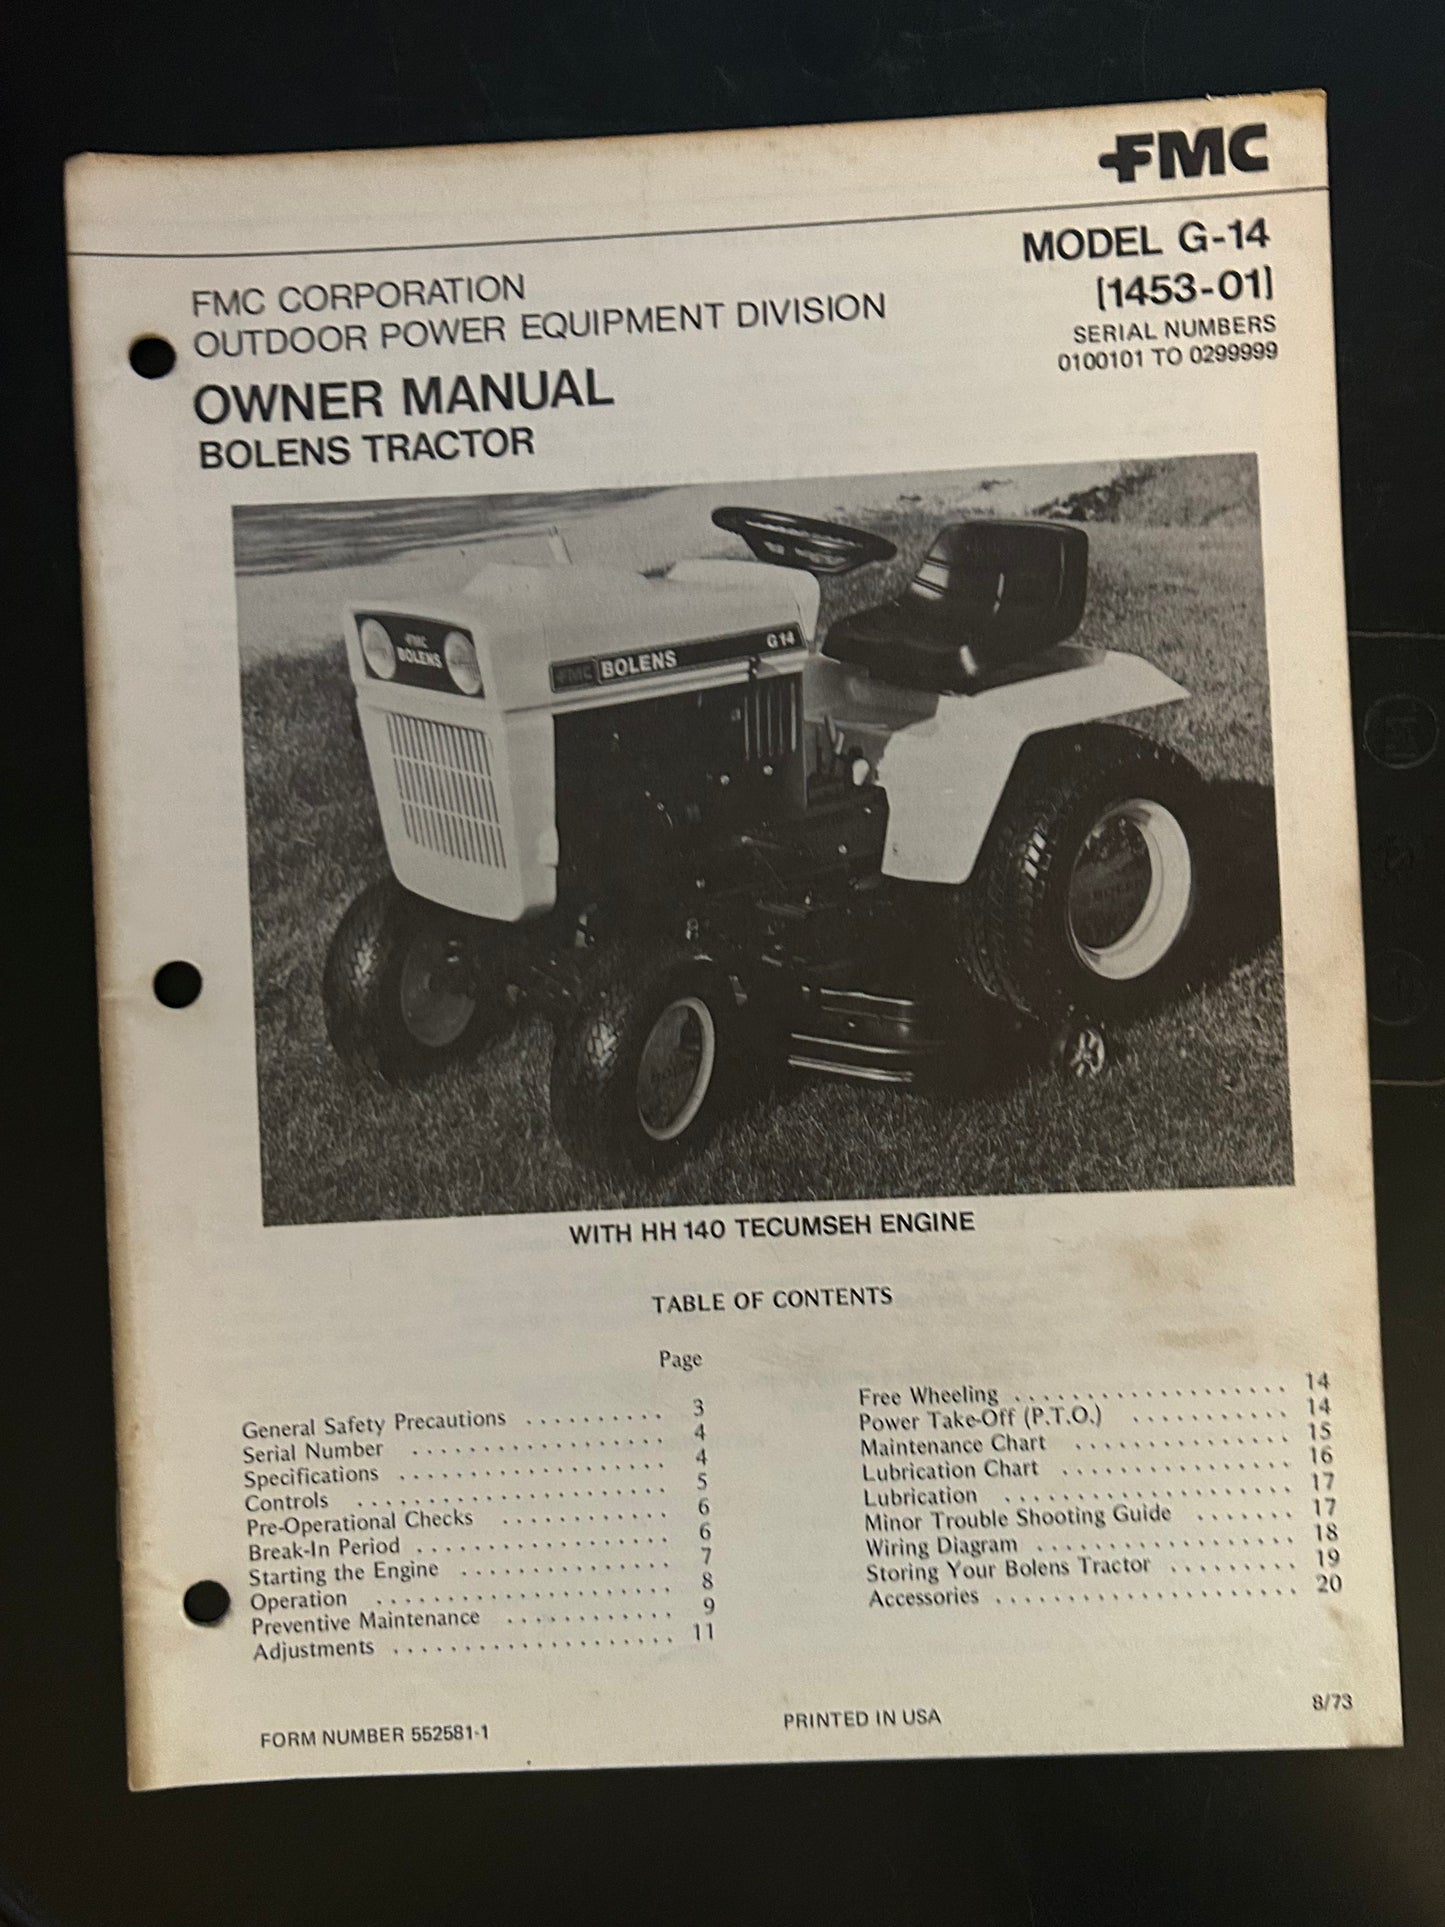 FMC
MODEL G-14
[1453-01]
SERIAL NUMBERS
0100101 TO 0299999
FMC CORPORATION
OUTDOOR POWER EQUIPMENT DIVISION
OWNER MANUAL
BOLENS TRACTOR
FMC
BOLENS
FMC BOLENS G14
BOLENS
WITH HH 140 TECUMSEH ENGINE
TABLE OF CONTENTS
Page
General Safety Precautions . . . . . . . . . . 3
Serial Number . . . . . . . . . . . . . . . . . . 4
Specifications . . . . . . . . . . . . . . . . . . . 4
Controls . . . . . . . . . . . . . . . . . . . . . . 5
Pre-Operational Checks . . . . . . . . . . . . 6
Break-In Period . . . . . . . . . . . . . . . . . . 6
Starting the Engine . . . . . . . . . . . . . . . 7
Operation . . . . . . . . . . . . . . . . . . . . . 8
Preventive Maintenance . . . . . . . . . . . . 9
Adjustments . . . . . . . . . . . . . . . . . . . . 11
Free Wheeling . . . . . . . . . . . . . . . . . . . 14
Power Take-Off (P.T.O.) . . . . . . . . . . . 14
Maintenance Chart . . . . . . . . . . . . . . . 15
Lubrication Chart . . . . . . . . . . . . . . . . 16
Lubrication . . . . . . . . . . . . . . . . . . . . 17
Minor Trouble Shooting Guide . . . . . . . 17
Wiring Diagram . . . . . . . . . . . . . . . . . . 18
Storing Your Bolens Tractor . . . . . . . . . 19
Accessories . . . . . . . . . . . . . . . . . . . . . 20
FORM NUMBER 552581-1
PRINTED IN USA
8/73